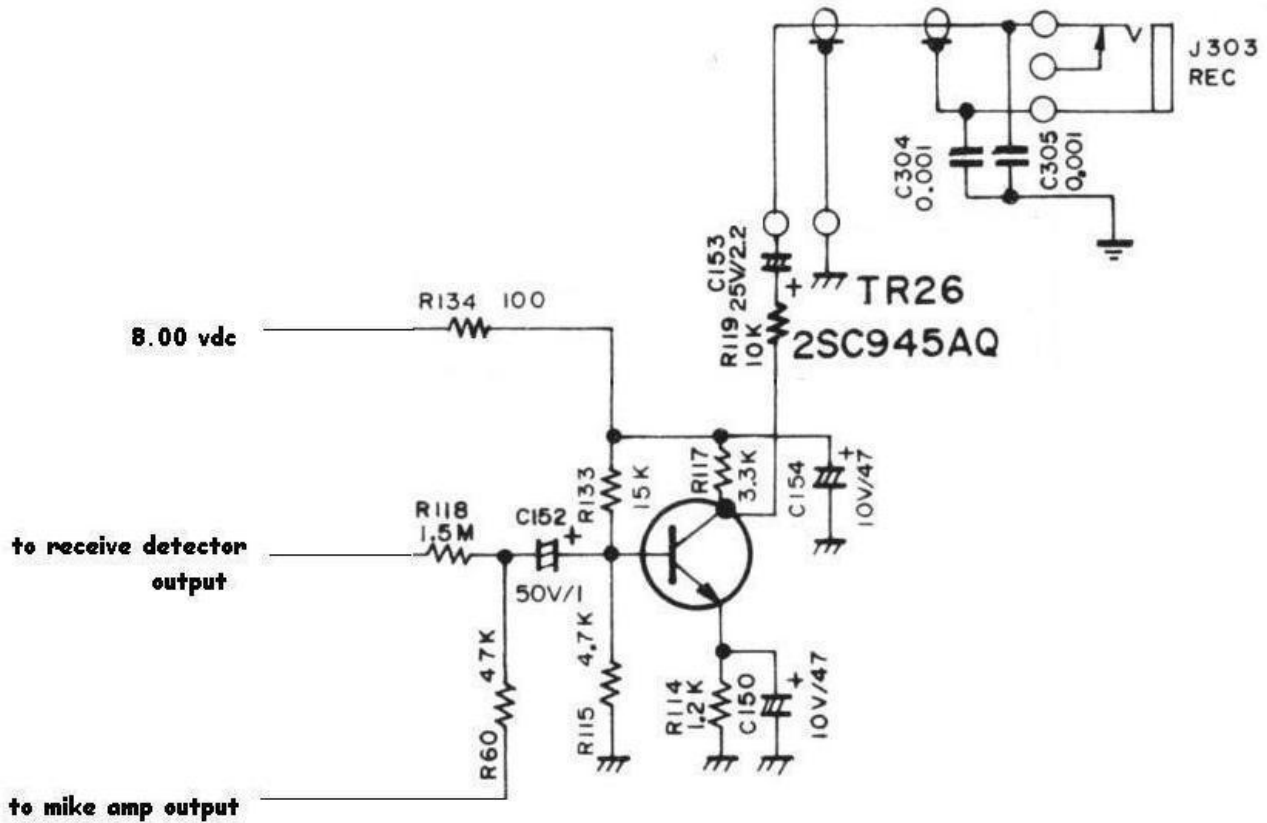 J303
REC
C304
0.001
C305
0.001
C153
25V/2.2
+
TR26
2SC945AQ
R119
10K
R134 100
8.00 vdc
R133
15K
R117
3.3K
C154
+
10V/47
R118
1.5M
C152
+
50V/1
to receive detector
output
47K
R60
4.7K
R115
R114
1.2K
C150
+
10V/47
to mike amp output